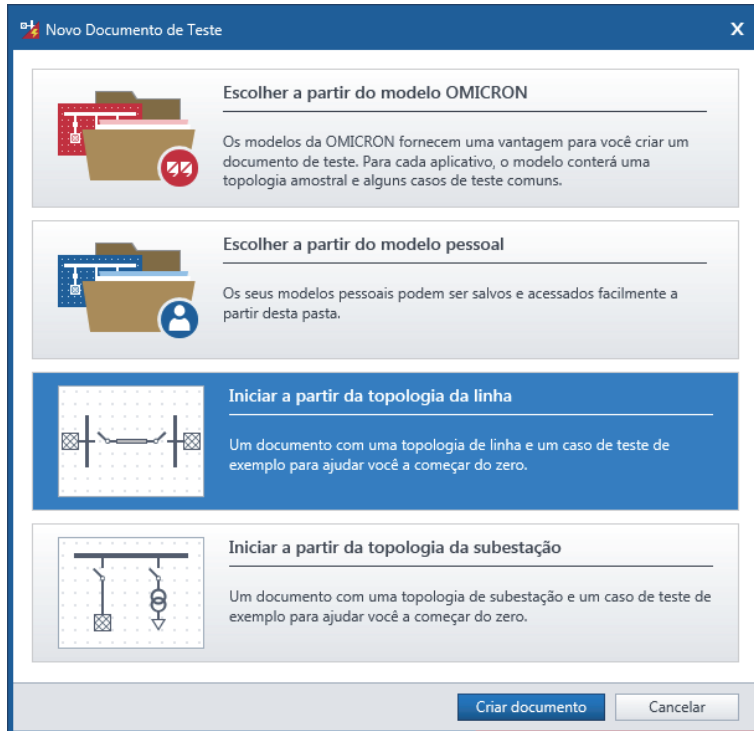 Novo Documento de Teste
X
Escolher a partir do modelo OMICRON
Os modelos da OMICRON fornecem uma vantagem para você criar um
documento de teste. Para cada aplicativo, o modelo conterá uma
topologia amostral e alguns casos de teste comuns.
Escolher a partir do modelo pessoal
Os seus modelos pessoais podem ser salvos e acessados facilmente a
partir desta pasta.
Iniciar a partir da topologia da linha
Um documento com uma topologia de linha e um caso de teste de
exemplo para ajudar você a começar do zero.
Iniciar a partir da topologia da subestação
Um documento com uma topologia de subestação e um caso de teste de
exemplo para ajudar você a começar do zero.
Criar documento
Cancelar